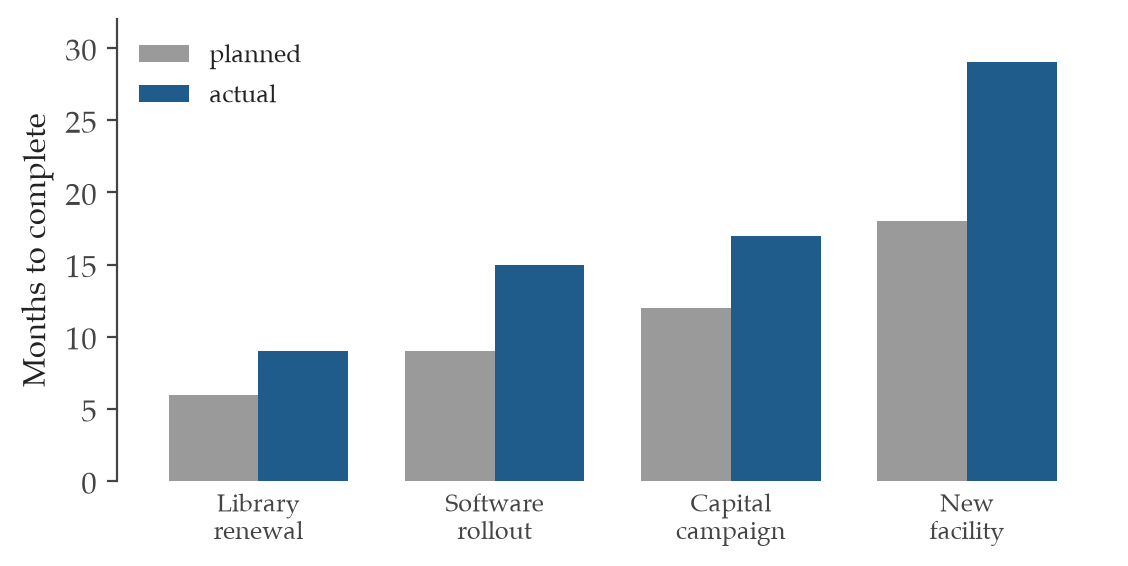 planned
actual
Months to complete
30
25
20
15
10
5
0
Library
renewal
Software
rollout
Capital
campaign
New
facility